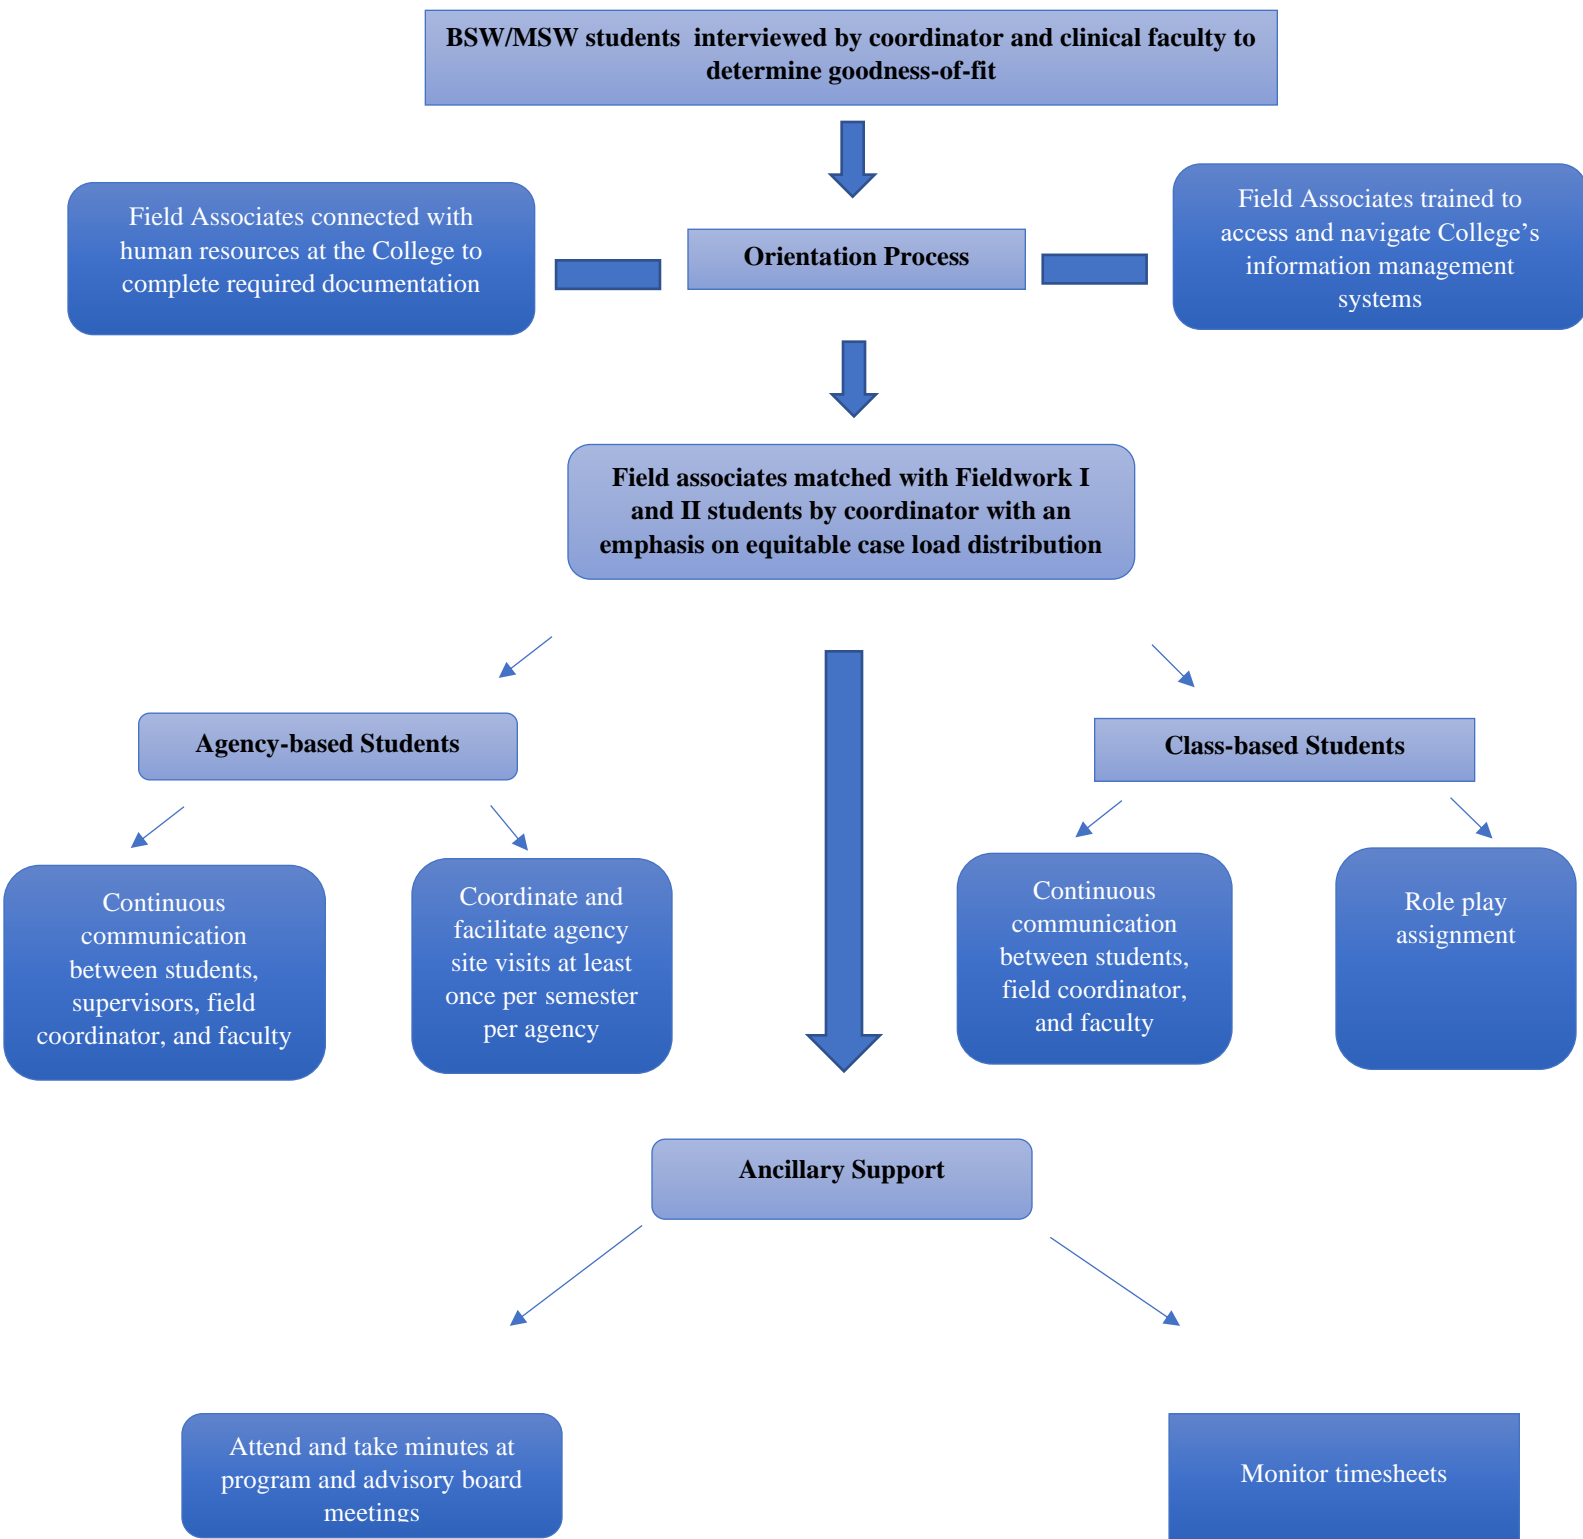 BSW/MSW students  interviewed by coordinator and clinical faculty to
determine goodness-of-fit
Field Associates connected with
human resources at the College to
complete required documentation
Orientation Process
Field Associates trained to
access and navigate College’s
information management
systems
Field associates matched with Fieldwork I
and II students by coordinator with an
emphasis on equitable case load distribution
Agency-based Students
Class-based Students
Continuous
communication
between students,
supervisors, field
coordinator, and faculty
Coordinate and
facilitate agency
site visits at least
once per semester
per agency
Continuous
communication
between students,
field coordinator,
and faculty
Role play
assignment
Ancillary Support
Attend and take minutes at
program and advisory board
meetings
Monitor timesheets